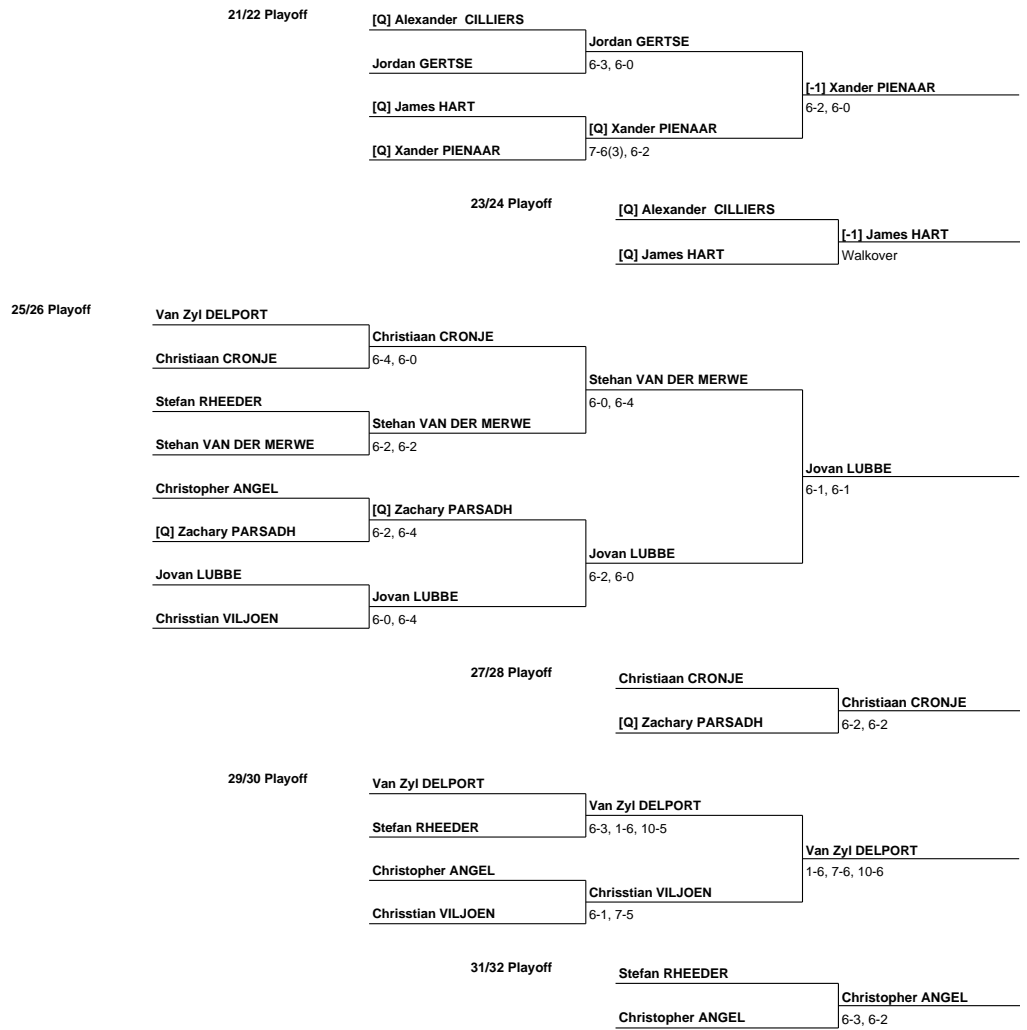 21/22 Playoff
[Q] Alexander  CILLIERS
Jordan GERTSE
Jordan GERTSE
6-3, 6-0
[-1] Xander PIENAAR
6-2, 6-0
[Q] James HART
[Q] Xander PIENAAR
[Q] Xander PIENAAR
7-6(3), 6-2
23/24 Playoff
[Q] Alexander  CILLIERS
[-1] James HART
[Q] James HART
Walkover
25/26 Playoff
Van Zyl DELPORT
Christiaan CRONJE
Christiaan CRONJE
6-4, 6-0
Stehan VAN DER MERWE
6-0, 6-4
Stefan RHEEDER
Stehan VAN DER MERWE
Stehan VAN DER MERWE
6-2, 6-2
Jovan LUBBE
6-1, 6-1
Christopher ANGEL
[Q] Zachary PARSADH
[Q] Zachary PARSADH
6-2, 6-4
Jovan LUBBE
6-2, 6-0
Jovan LUBBE
Jovan LUBBE
Chrisstian VILJOEN
6-0, 6-4
27/28 Playoff
Christiaan CRONJE
Christiaan CRONJE
[Q] Zachary PARSADH
6-2, 6-2
29/30 Playoff
Van Zyl DELPORT
Van Zyl DELPORT
Stefan RHEEDER
6-3, 1-6, 10-5
Van Zyl DELPORT
1-6, 7-6, 10-6
Christopher ANGEL
Chrisstian VILJOEN
Chrisstian VILJOEN
6-1, 7-5
31/32 Playoff
Stefan RHEEDER
Christopher ANGEL
Christopher ANGEL
6-3, 6-2